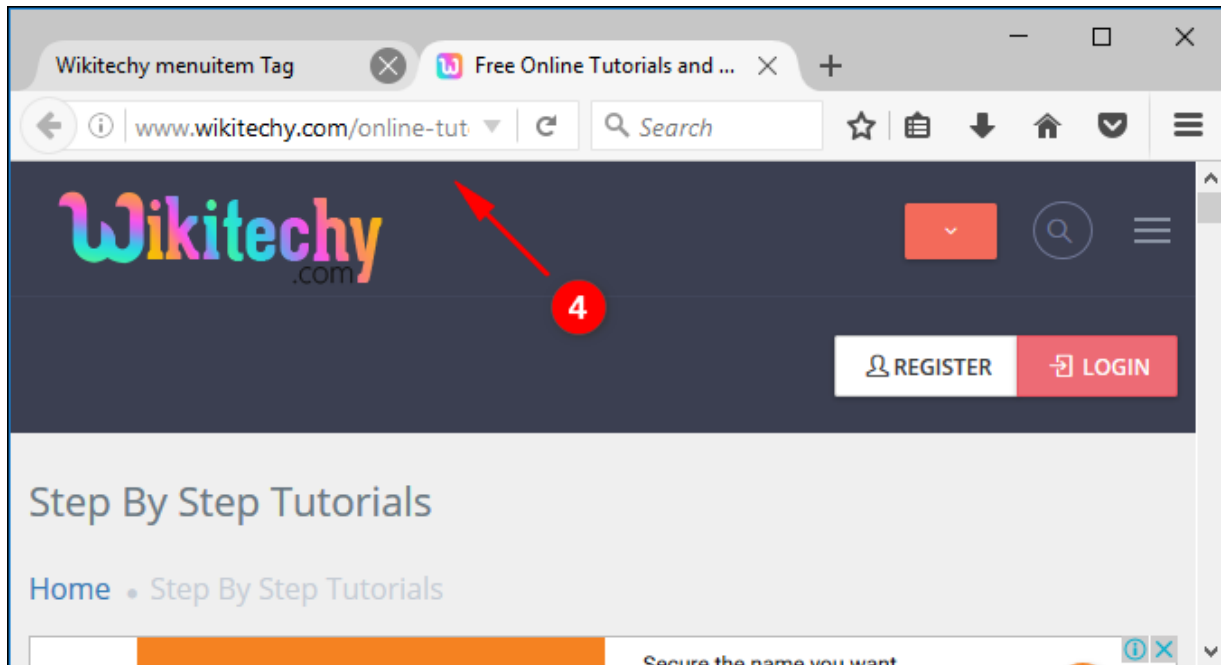 Wikitechy menuitem Tag
Free Online Tutorials and ...
www.wikitechy.com/online-tut
Search
Wikitechy
.com
4
REGISTER
LOGIN
Step By Step Tutorials
Home • Step By Step Tutorials
Secure the name you want